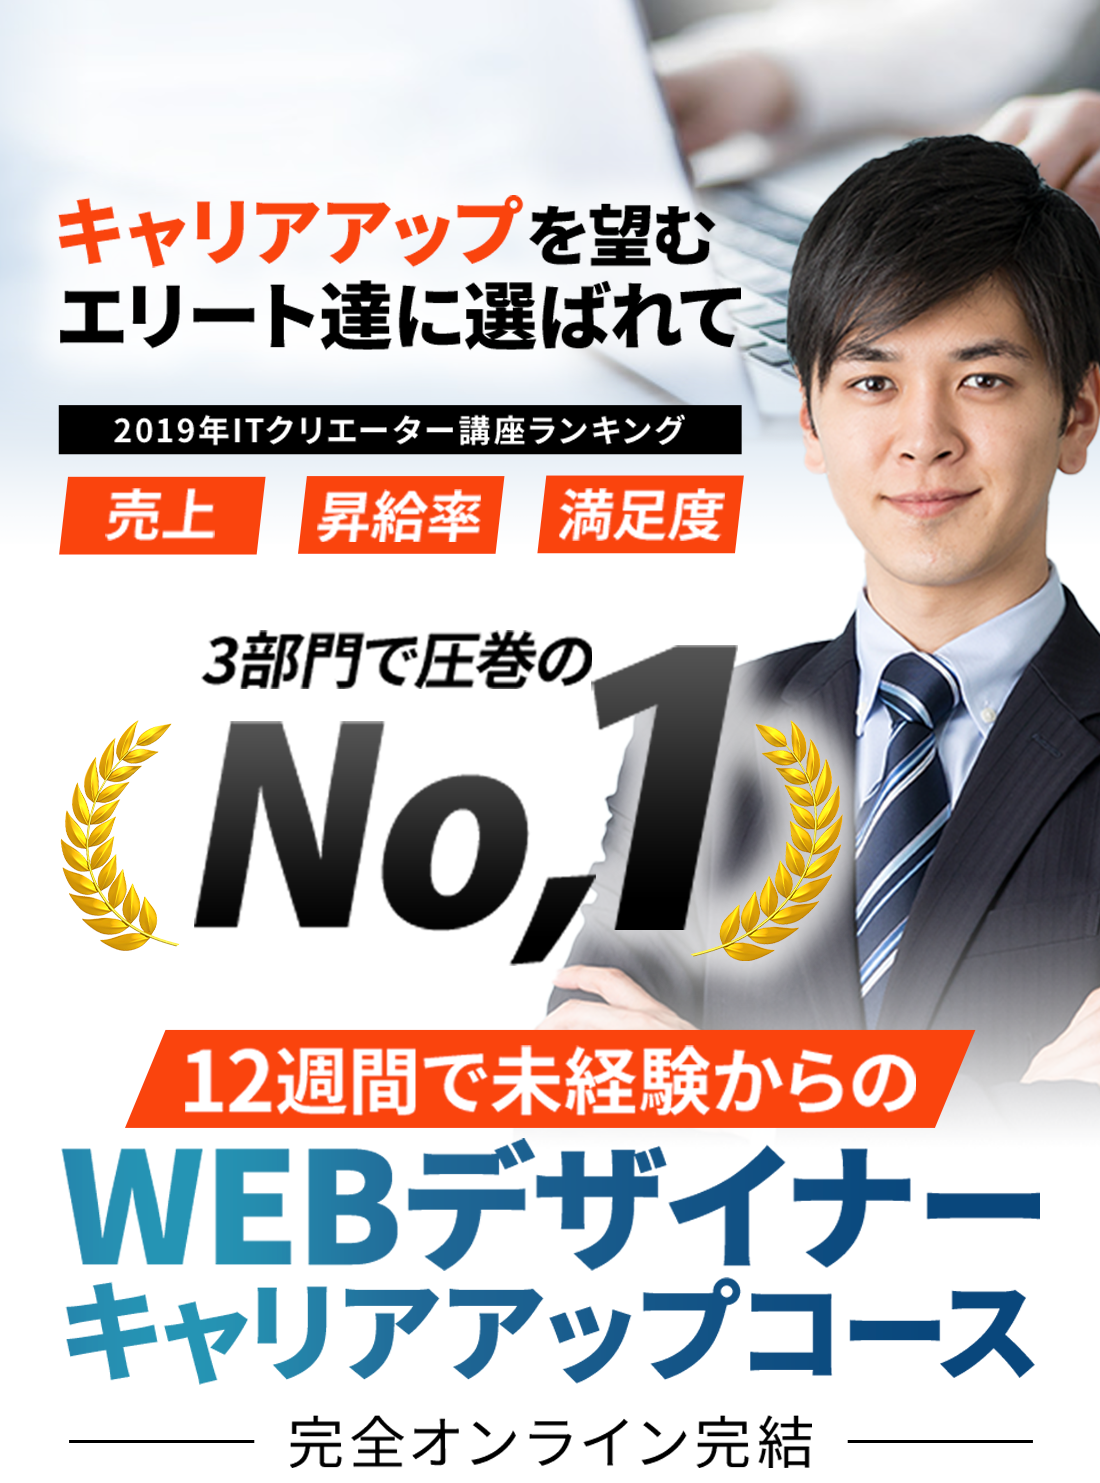 キャリアアップを望む
エリート達に選ばれて
2019年ITクリエーター講座ランキング
売上 昇給率 満足度
3部門で圧巻の
No,1
12週間で未経験からの
WEBデザイナー
キャリアアップコース
完全オンライン完結